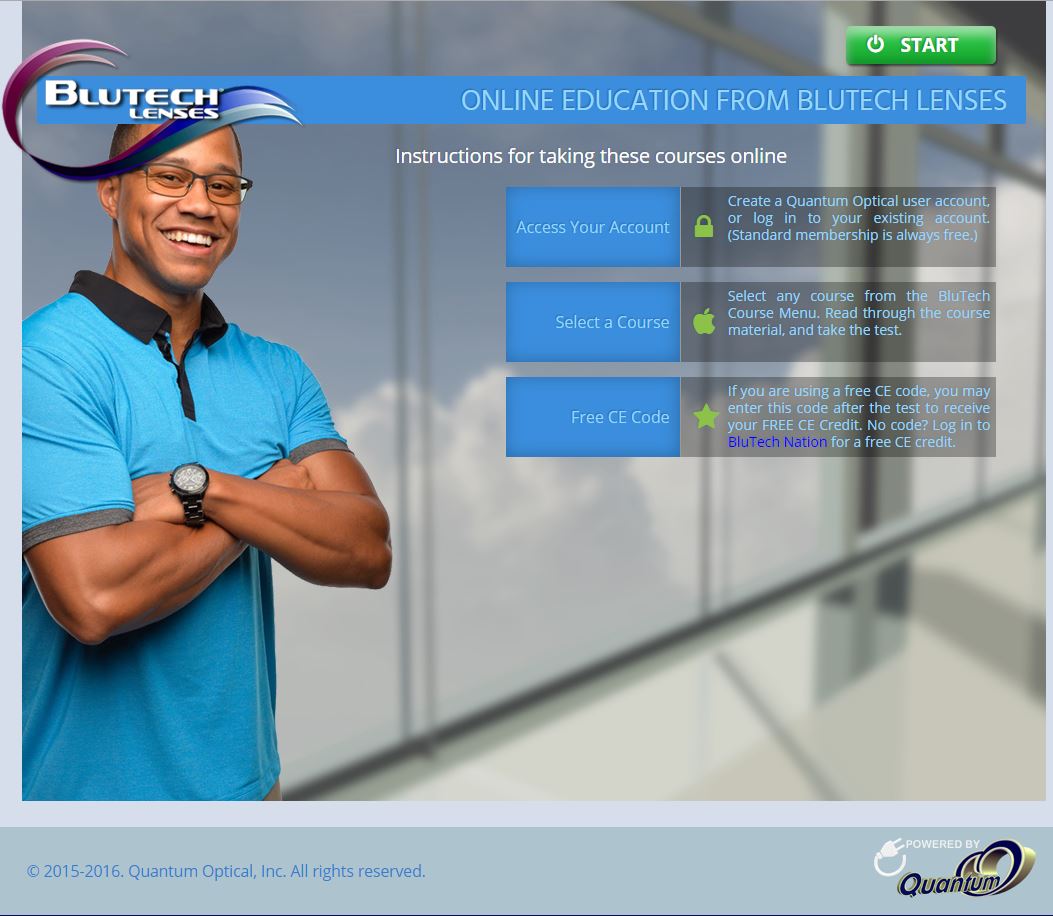 START
BLUTECH
LENSES
ONLINE EDUCATION FROM BLUTECH LENSES
Instructions for taking these courses online
Access Your Account
Create a Quantum Optical user account,
or log in to your existing account.
(Standard membership is always free.)
Select a Course
Select any course from the BluTech
Course Menu. Read through the course
material, and take the test.
Free CE Code
If you are using a free CE code, you may
enter this code after the test to receive
your FREE CE Credit. No code? Log in to
BluTech Nation for a free CE credit.
© 2015-2016. Quantum Optical, Inc. All rights reserved.
POWERED BY
Quantum